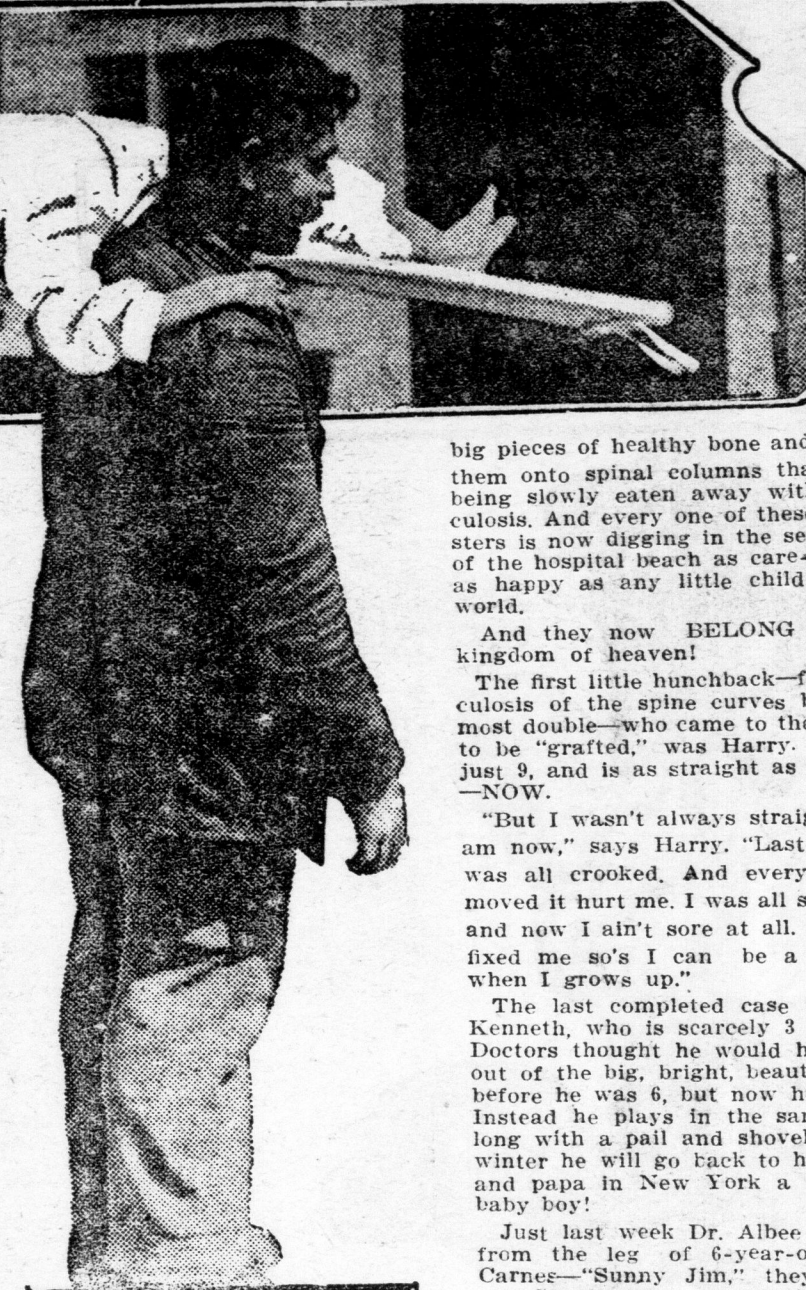 big pieces of healthy bone and
them onto spinal columns tha
being slowly eaten away wit
culosis. And every one of thes
sters is now digging in the se
of the hospital beach as care-
as happy as any little child
world.
And they now BELONG
kingdom of heaven!
The first little hunchback—f
culosis of the spine curves b
most double—who came to the
to be "grafted," was Harry.
just 9, and is as straight as
—NOW.
"But I wasn't always straig
am now," says Harry. "Last
was all crooked. And every
moved it hurt me. I was all s
and now I ain't sore at all.
fixed me so's I can be a
when I grows up."
The last completed case
Kenneth, who is scarcely 3
Doctors thought he would h
out of the big, bright, beaut
before he was 6, but now h
Instead he plays in the san
long with a pail and shovel
winter he will go back to h
and papa in New York a
baby boy!
Just last week Dr. Albee
from the leg of 6-year-o
Carnes—"Sunny Jim," they